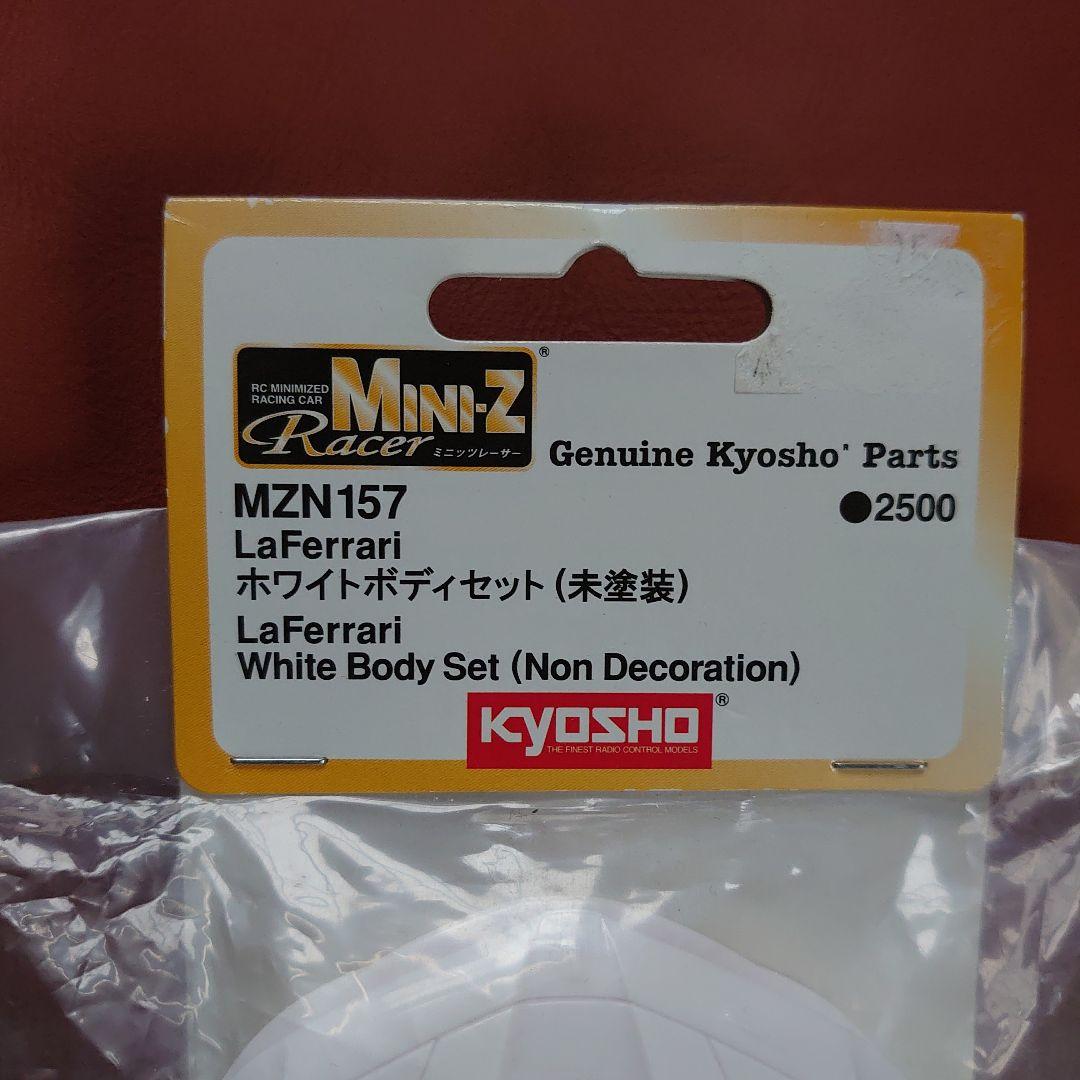 RC MINIMIZED
RACING CAR
MINI-Z ®
Racer ミニッツレーサー
Genuine Kyosho® Parts
MZN157
●2500
LaFerrari
ホワイトボディセット(未塗装)
LaFerrari
White Body Set (Non Decoration)
KYOSHO ®
THE FINEST RADIO CONTROL MODELS